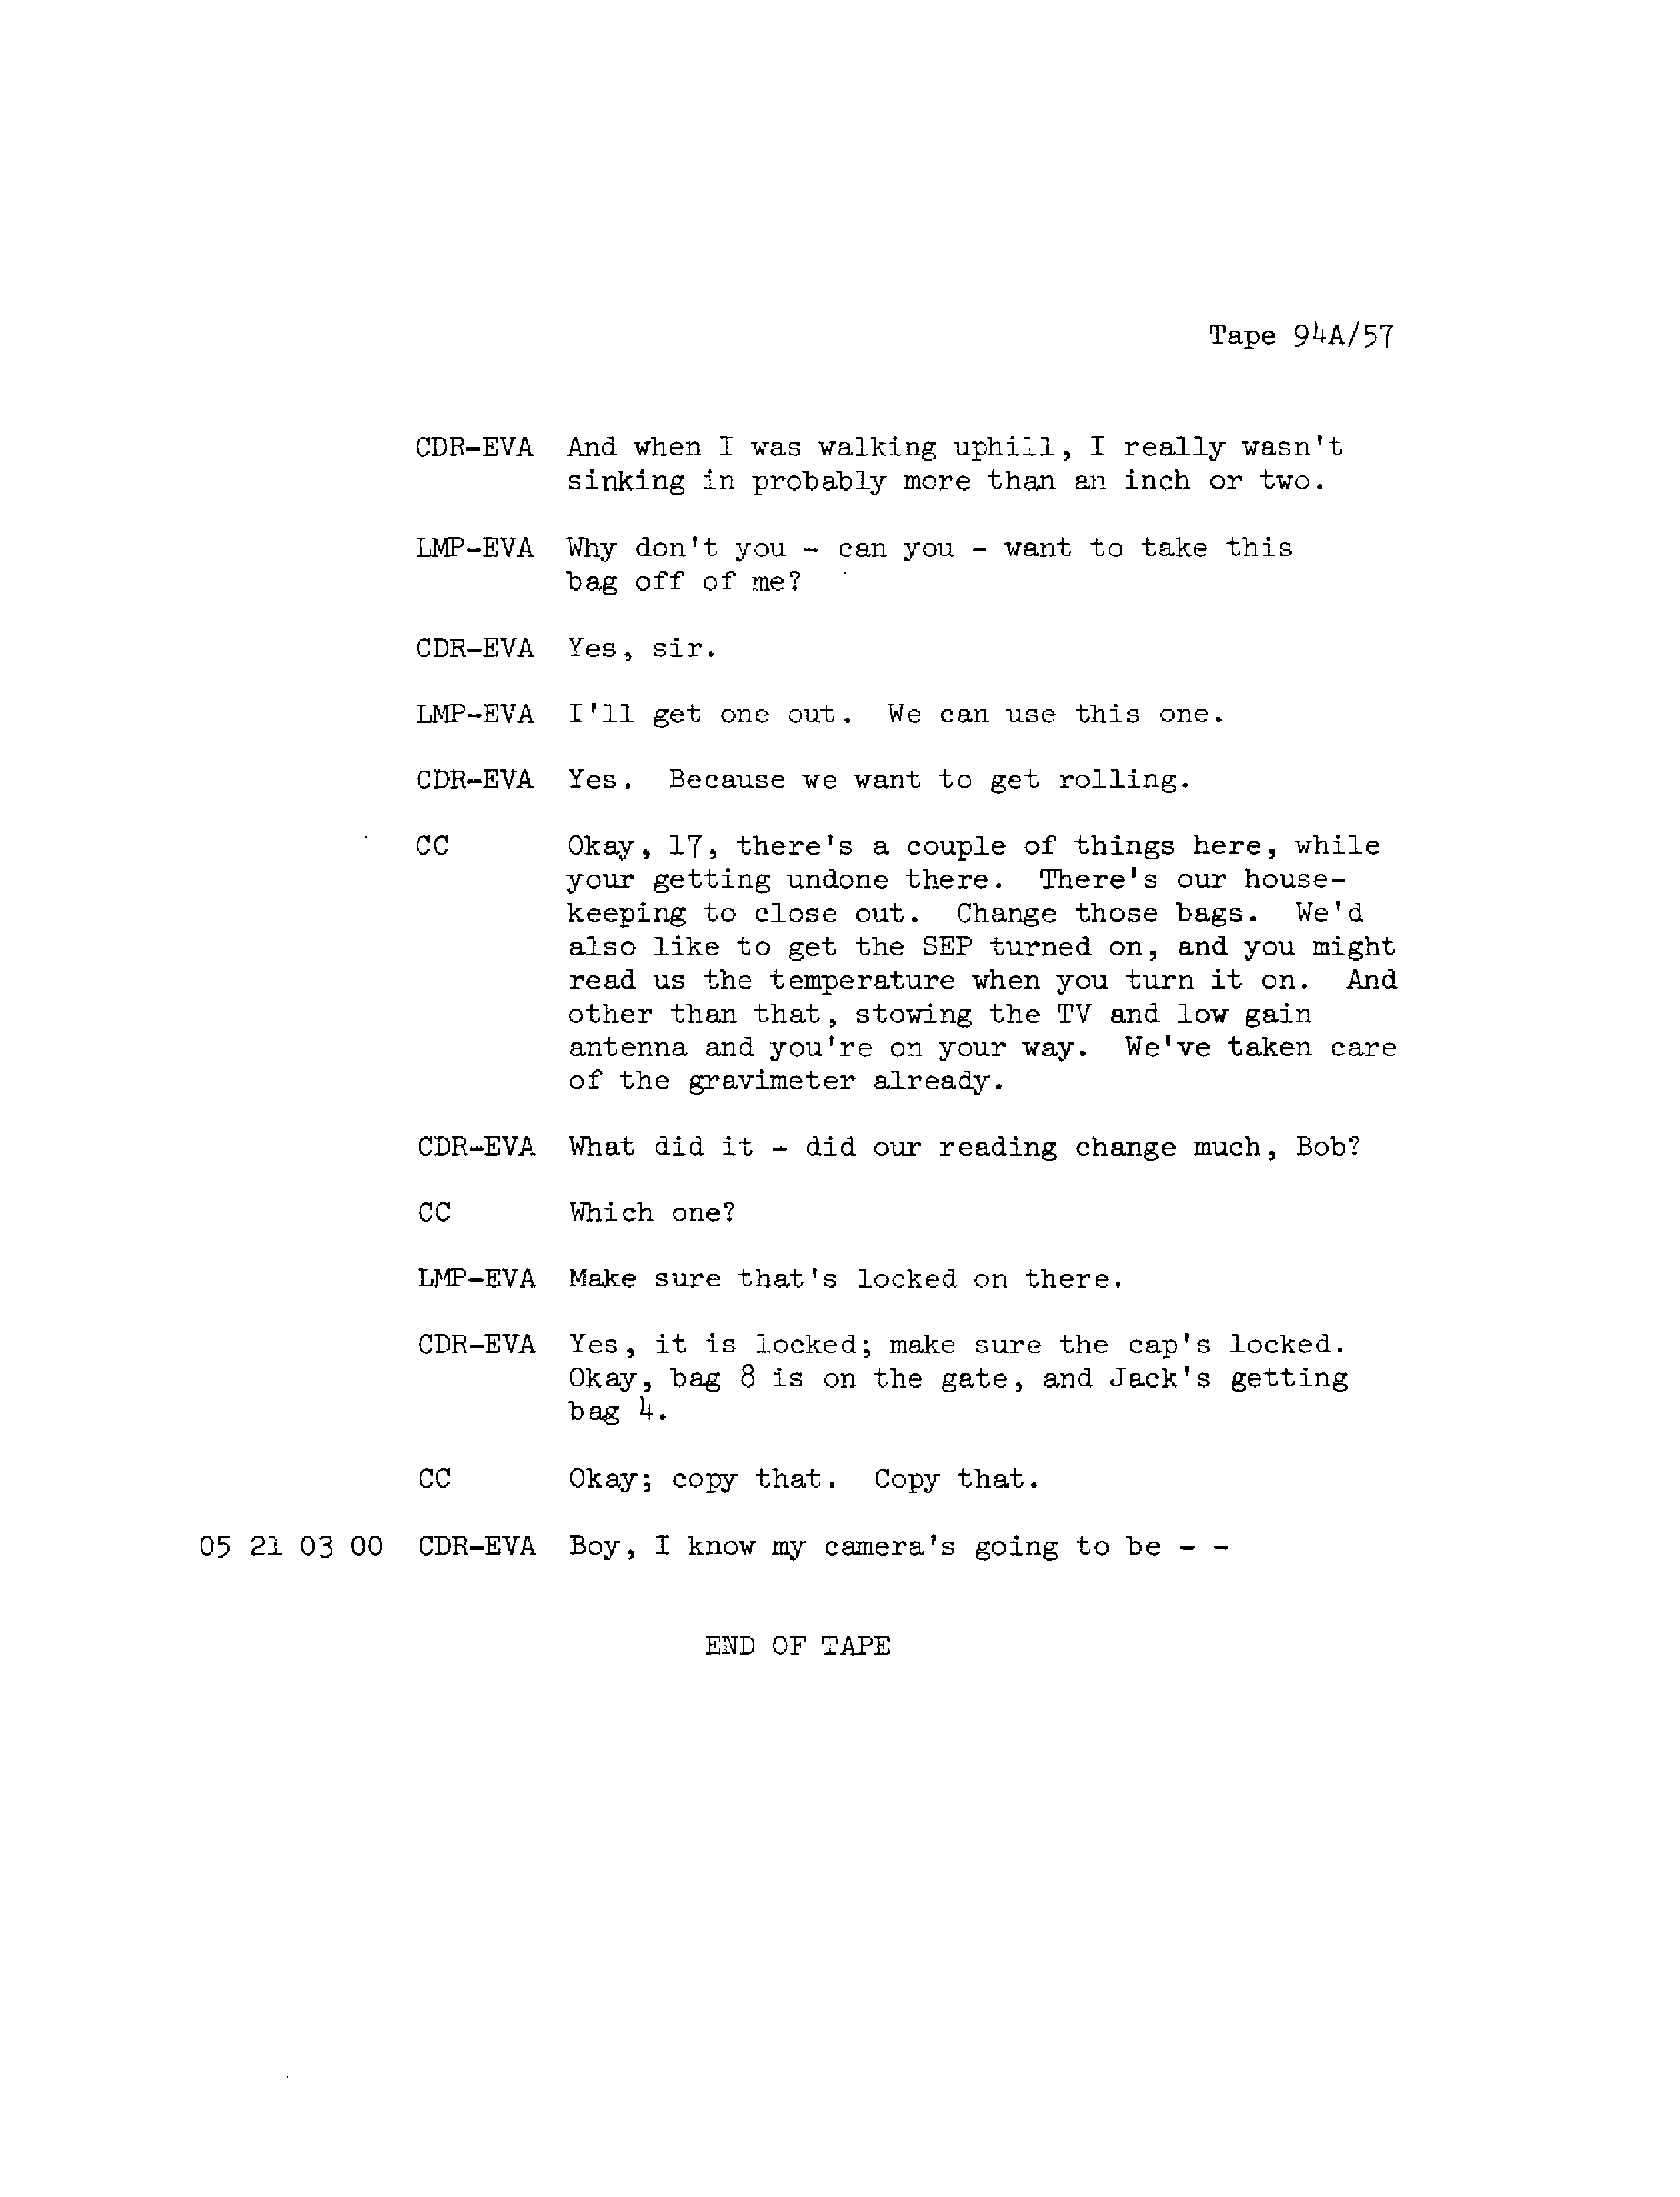 Tape 94A/57
CDR-EVA And when I was walking uphill, I really wasn't
sinking in probably more than an inch or two.
LMP-EVA Why don't you - can you - want to take this
bag off of me?
CDR-EVA Yes, sir.
LMP-EVA I'll get one out. We can use this one.
CDR-EVA Yes. Because we want to get rolling.
CC Okay, 17, there's a couple of things here, while
your getting undone there. There's our house-
keeping to close out. Change those bags. We'd
also like to get the SEP turned on, and you might
read us the temperature when you turn it on. And
other than that, stowing the TV and low gain
antenna and you're on your way. We've taken care
of the gravimeter already.
CDR-EVA What did it - did our reading change much, Bob?
CC Which one?
LMP-EVA Make sure that's locked on there.
CDR-EVA Yes, it is locked; make sure the cap's locked.
Okay, bag 8 is on the gate, and Jack's getting
bag 4.
CC Okay; copy that. Copy that.
05 21 03 00 CDR-EVA Boy, I know my camera's going to be - -
END OF TAPE